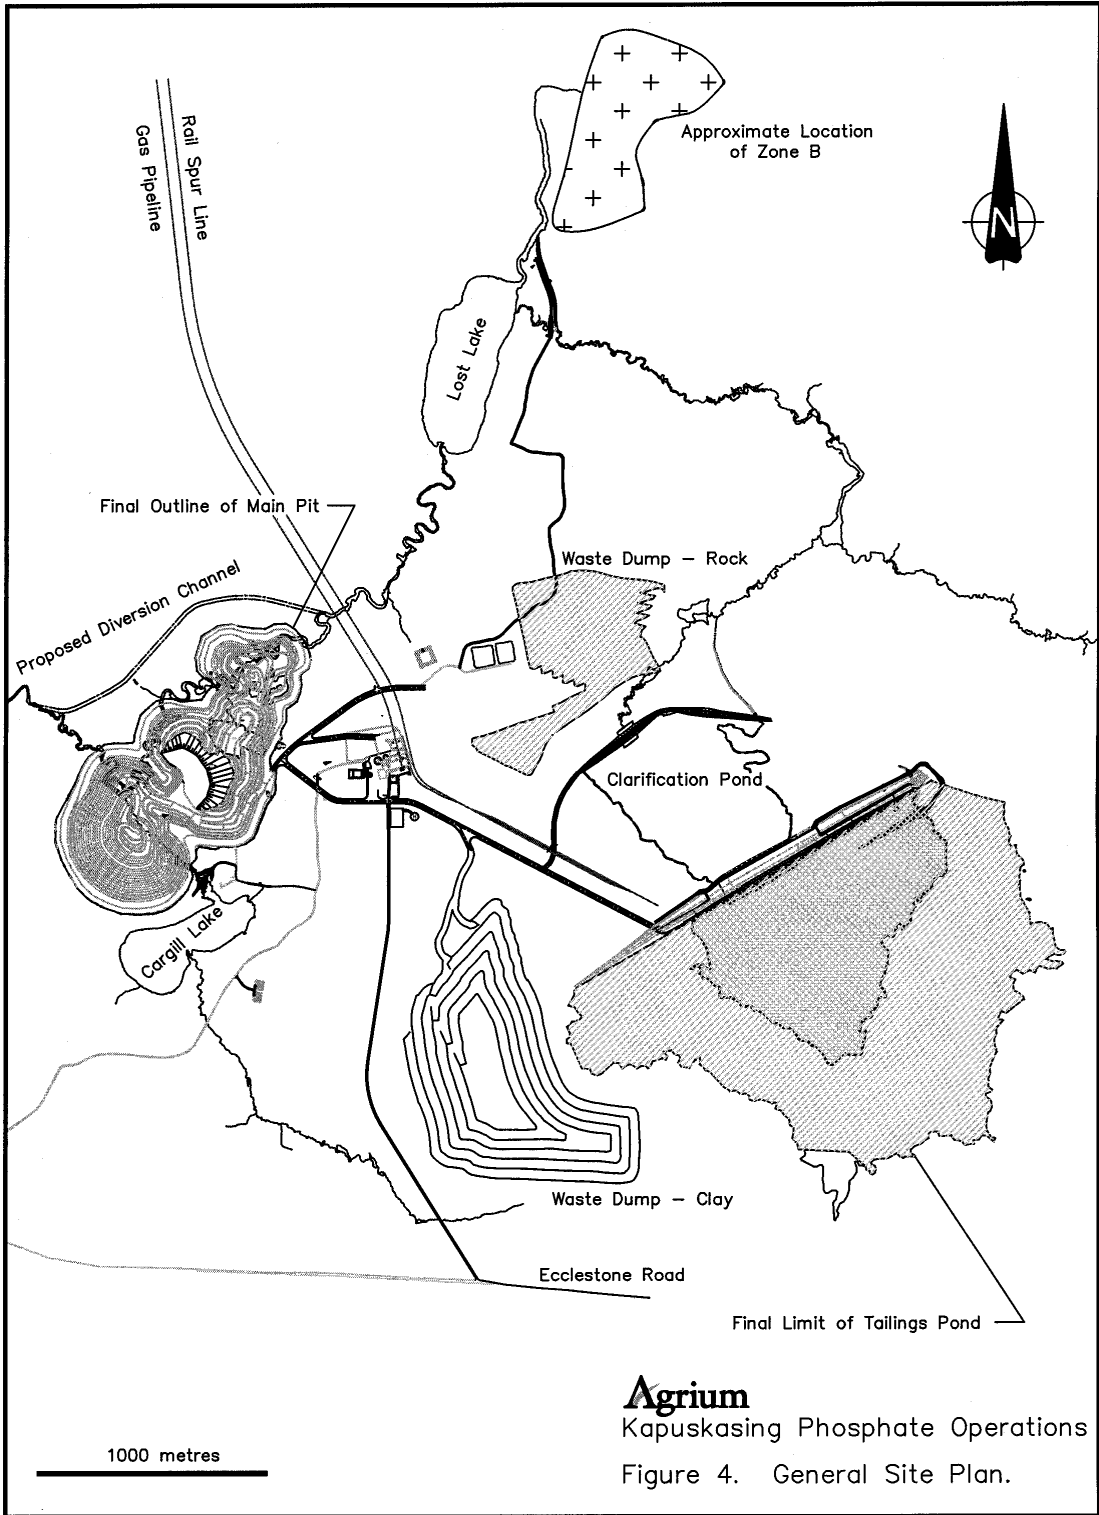 Approximate Location
of Zone B
Rail Spur Line
Gas Pipeline
N
Lost Lake
Final Outline of Main Pit
Waste Dump – Rock
Proposed Diversion Channel
Clarification Pond
Cargill Lake
Waste Dump – Clay
Ecclestone Road
Final Limit of Tailings Pond
Agrium
Kapuskasing Phosphate Operations
1000 metres
Figure 4. General Site Plan.